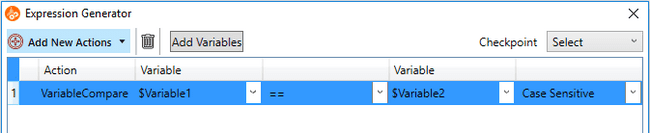 Expression Generator
Add New Actions Add Variables Checkpoint Select
Action Variable Variable
1 VariableCompare $Variable1 == $Variable2 Case Sensitive